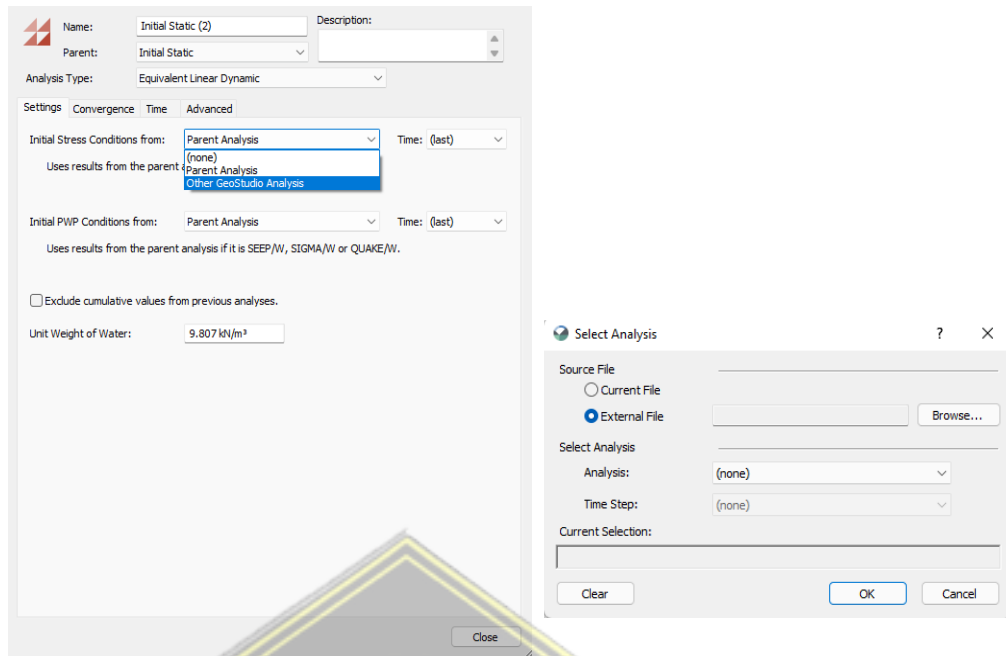 Name: Initial Static (2) Description:
Parent: Initial Static
Analysis Type: Equivalent Linear Dynamic
Settings Convergence Time Advanced
Initial Stress Conditions from: Parent Analysis Time: (last)
(none)
Uses results from the parent Parent Analysis
Other GeoStudio Analysis
Initial PWP Conditions from: Parent Analysis Time: (last)
Uses results from the parent analysis if it is SEEP/W, SIGMA/W or QUAKE/W.
Exclude cumulative values from previous analyses.
Unit Weight of Water: 9.807 kN/m³
Close
Select Analysis ? ×
Source File
Current File
External File Browse...
Select Analysis
Analysis: (none)
Time Step: (none)
Current Selection:
Clear OK Cancel